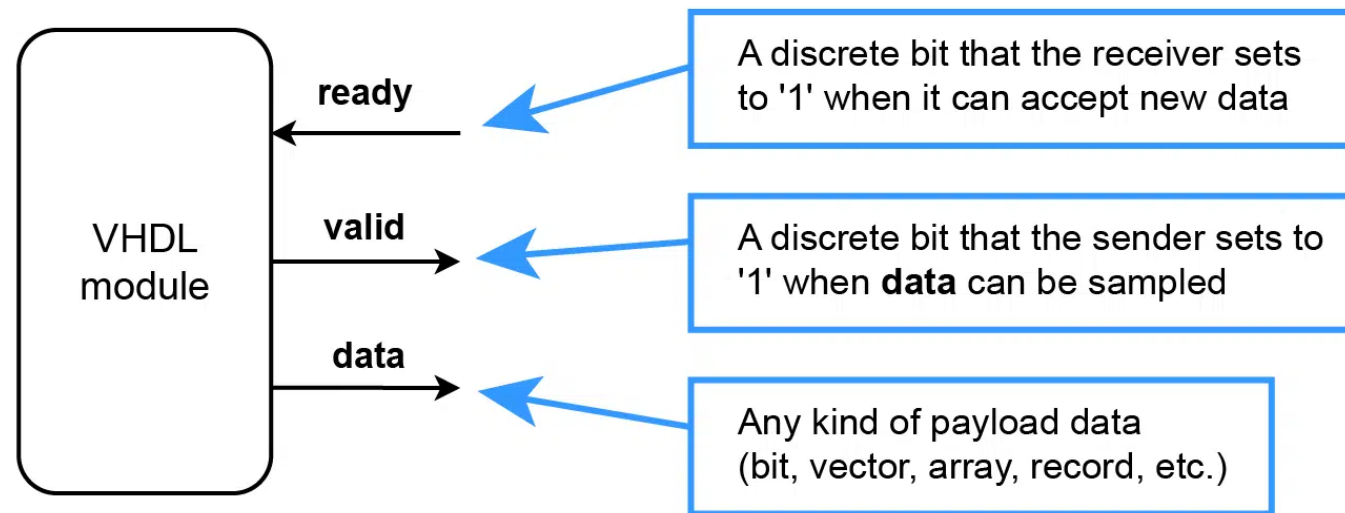 VHDL
module
ready
A discrete bit that the receiver sets
to '1' when it can accept new data
valid
A discrete bit that the sender sets to
'1' when data can be sampled
data
Any kind of payload data
(bit, vector, array, record, etc.)